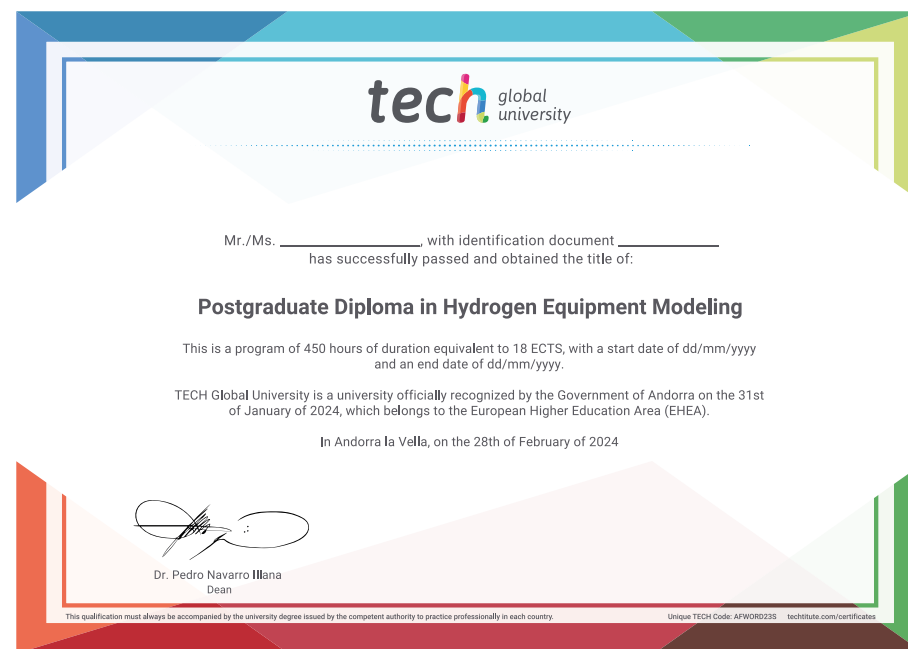 tech global university
Mr./Ms. ____________, with identification document ____________
has successfully passed and obtained the title of:
Postgraduate Diploma in Hydrogen Equipment Modeling
This is a program of 450 hours of duration equivalent to 18 ECTS, with a start date of dd/mm/yyyy
and an end date of dd/mm/yyyy.
TECH Global University is a university officially recognized by the Government of Andorra on the 31st
of January of 2024, which belongs to the European Higher Education Area (EHEA).
In Andorra la Vella, on the 28th of February of 2024
Dr. Pedro Navarro Illana
Dean
This qualification must always be accompanied by the university degree issued by the competent authority to practice professionally in each country. Unique TECH Code: AFWORD23S techtitute.com/certificates